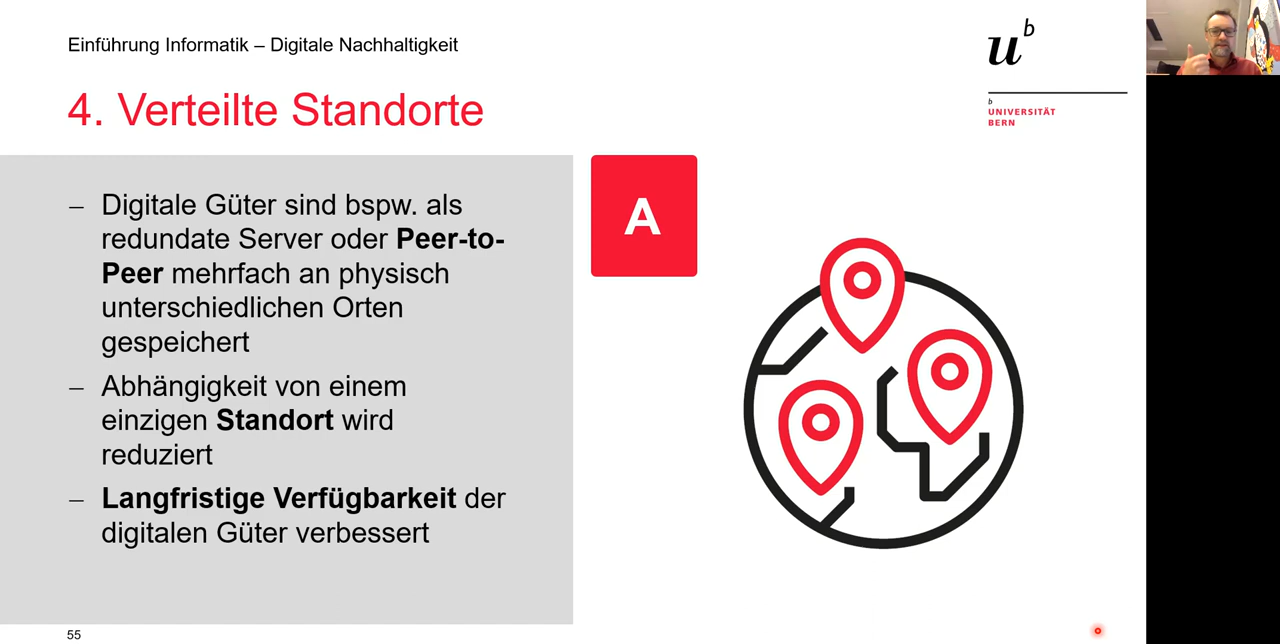 Einführung Informatik – Digitale Nachhaltigkeit
u b
b
UNIVERSITÄT
BERN
4. Verteilte Standorte
– Digitale Güter sind bspw. als
redundate Server oder Peer-to-
Peer mehrfach an physisch
unterschiedlichen Orten
gespeichert
– Abhängigkeit von einem
einzigen Standort wird
reduziert
– Langfristige Verfügbarkeit der
digitalen Güter verbessert
A
55